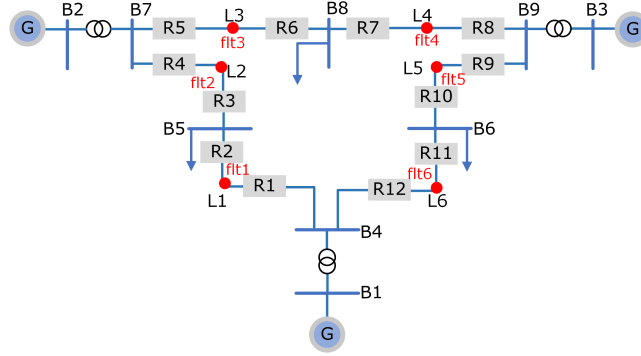 B2
B7
L3
B8
L4
B9
B3
G
R5
R6
R7
R8
G
flt3
flt4
R4
L2
L5
R9
flt2
flt5
R3
R10
B5
B6
R2
R11
flt1
flt6
R1
R12
L1
L6
B4
B1
G